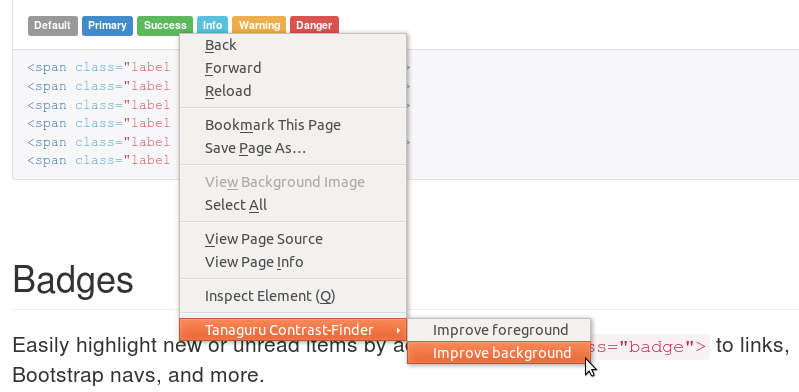 Default Primary Success Info Warning Danger
<span class="label >
<span class="label >
<span class="label >
<span class="label
<span class="label >
<span class="label
Back
Forward
Reload
Bookmark This Page
Save Page As…
View Background Image
Select All
View Page Source
View Page Info
Inspect Element (Q)
Tanaguru Contrast-Finder
Improve foreground
Improve background
Badges
Easily highlight new or unread items by ="badge"> to links,
Bootstrap navs, and more.